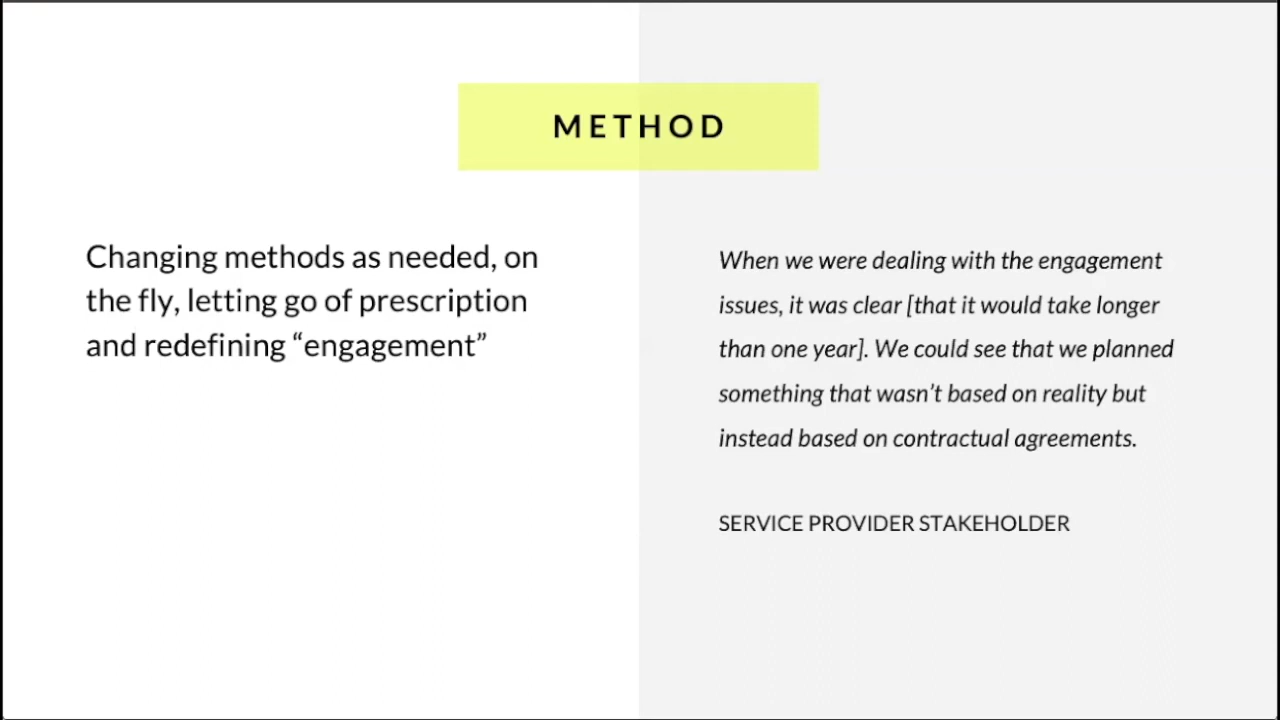 METHOD
Changing methods as needed, on
the fly, letting go of prescription
and redefining “engagement”
When we were dealing with the engagement
issues, it was clear [that it would take longer
than one year]. We could see that we planned
something that wasn’t based on reality but
instead based on contractual agreements.
SERVICE PROVIDER STAKEHOLDER